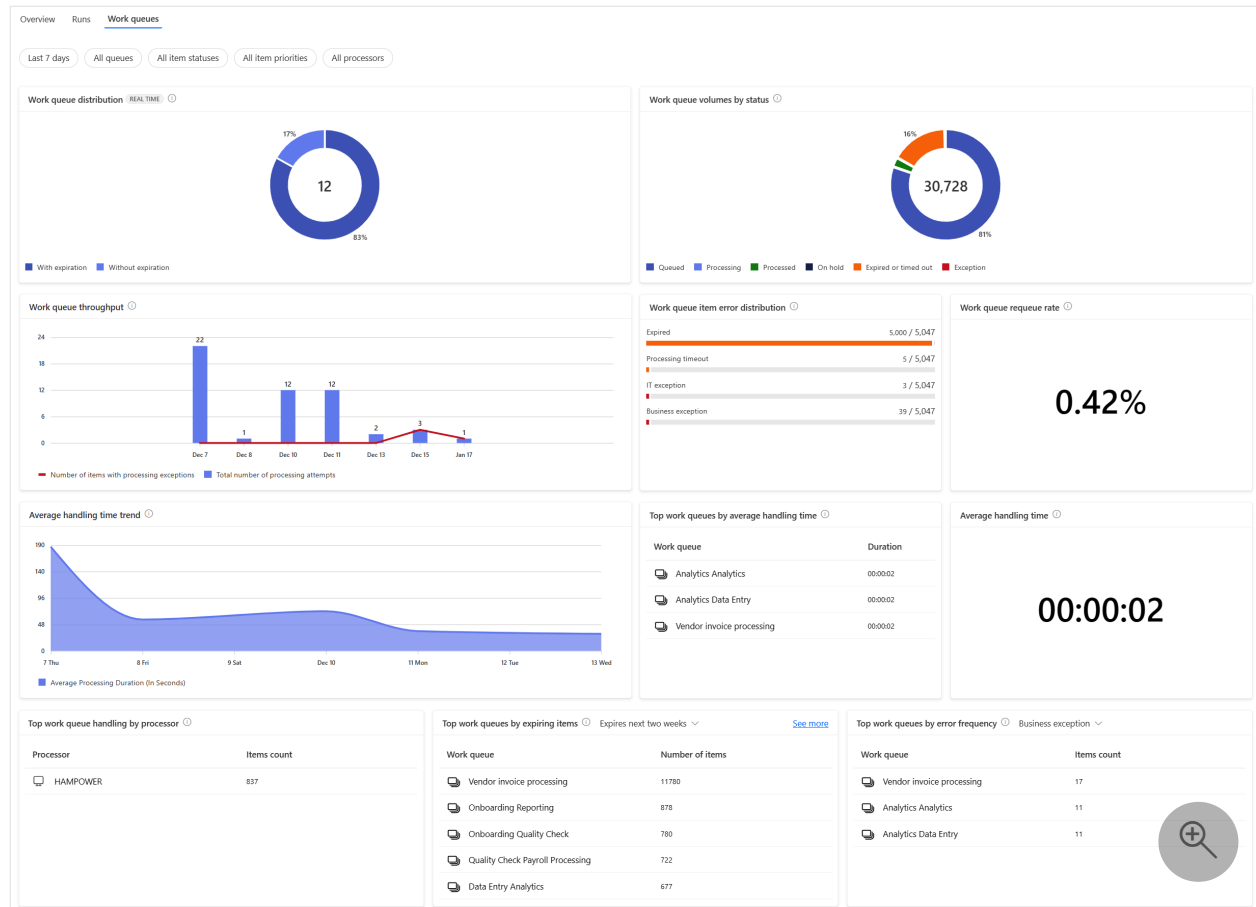 Overview Runs Work queues
Last 7 days All queues All item statuses All item priorities All processors
Work queue distribution REAL TIME
17%
12
83%
With expiration Without expiration
Work queue volumes by status
16%
30,728
81%
Queued Processing Processed On hold Expired or timed out Exception
Work queue throughput
24
18
12
6
0
22
1
12
12
2
3
1
Dec 7 Dec 8 Dec 10 Dec 11 Dec 13 Dec 15 Jan 17
Number of items with processing exceptions Total number of processing attempts
Work queue item error distribution
Expired 5,000 / 5,047
Processing timeout 5 / 5,047
IT exception 3 / 5,047
Business exception 39 / 5,047
Work queue requeue rate
0.42%
Average handling time trend
190
140
96
48
0
7 Thu 8 Fri 9 Sat Dec 10 11 Mon 12 Tue 13 Wed
Average Processing Duration (In Seconds)
Top work queues by average handling time
Work queue Duration
Analytics Analytics 00:00:02
Analytics Data Entry 00:00:02
Vendor invoice processing 00:00:02
Average handling time
00:00:02
Top work queue handling by processor
Processor Items count
HAMPOWER 837
Top work queues by expiring items Expires next two weeks See more
Work queue Number of items
Vendor invoice processing 11780
Onboarding Reporting 878
Onboarding Quality Check 780
Quality Check Payroll Processing 722
Data Entry Analytics 677
Top work queues by error frequency Business exception
Work queue Items count
Vendor invoice processing 17
Analytics Analytics 11
Analytics Data Entry 11